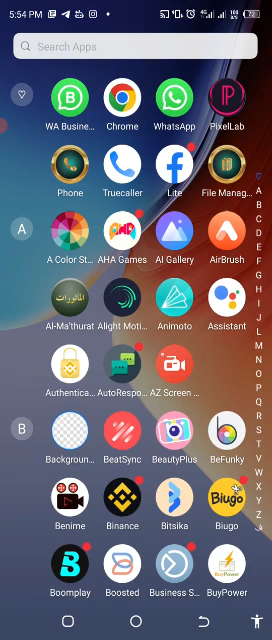 5:54 PM
Search Apps
WA Busine...
Chrome
WhatsApp
PixelLab
Phone
Truecaller
Lite
File Manag...
A
A Color St...
AHA Games
AI Gallery
AirBrush
Al-Ma'thurat
Alight Moti...
Animoto
Assistant
Authentica...
AutoRespo...
AZ Screen ...
B
Backgroun...
BeatSync
BeautyPlus
BeFunky
Benime
Binance
Bitsika
Biugo
Boomplay
Boosted
Business S...
BuyPower
A
B
C
D
E
F
G
H
I
J
L
M
N
O
P
Q
R
S
T
U
V
W
X
Y
Z